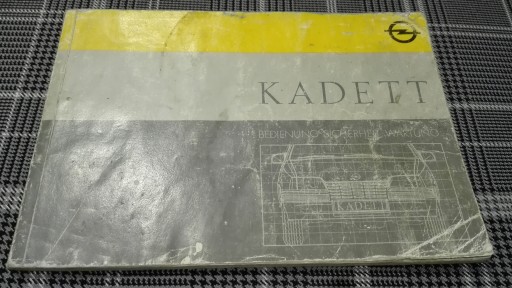 KADETT
BEDIENUNG SICHERHEIT WARTUNG
KADETT